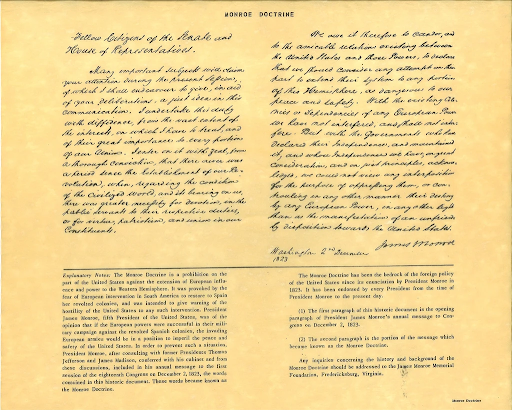 MONROE DOCTRINE
Fellow Citizens of the Senate and
House of Representatives.
Many important subjects will claim
your attention during the present Session,
of which I shall endeavour to give, in aid
of your deliberations, a just idea in this
communication. I undertake this duty
with diffidence, from the vast extent of
the interests, on which I have to treat, and
of their great importance to every portion
of our Union. I enter on it with zeal, from
a thorough conviction, that there never was
a period since the Establishment of our Re-
volution, when, regarding the condition
of the Civilized World, and its bearing on us,
there was greater necessity for devotion, in the
public servants to their respective duties,
or for virtue, patriotism, and union in our
Constituents.
We owe it therefore to candor, and
to the amicable relations existing between
the United States and those Powers, to declare
that we should consider any attempt on their
part to extend their System to any portion
of this Hemisphere, as dangerous to our
peace and safety. With the existing Co-
lonies or Dependencies of any European Power
we have not interfered, and shall not inter-
fere. But with the Governments who have
declared their Independence, and maintained
it, and whose Independence we have, on great
consideration, and on just principles, acknow-
ledged, we could not view any interposition
for the purpose of oppressing them, or con-
trouling in any other manner, their destiny
by any European Power, in any other light
than as the manifestation of an unfriend-
ly disposition towards the United States.
James Monroe
Washington 2nd December
1823
Explanatory Notes: The Monroe Doctrine is a prohibition on the
part of the United States against the extension of European influ-
ence and power to the Western Hemisphere. It was provoked by the
fear of European intervention in South America to restore to Spain
her revolted colonies, and was intended to give warning of the
hostility of the United States to any such intervention. President
James Monroe, fifth President of the United States, was of the
opinion that if the European powers were successful in their mili-
tary campaign against the revolted Spanish colonies, the invading
European armies would be in a position to imperil the peace and
safety of the United States. In order to prevent such a situation,
President Monroe, after consulting with former Presidents Thomas
Jefferson and James Madison, conferred with his cabinet and from
these discussions, included in his annual message to the first
session of the eighteenth Congress on December 2, 1823, the words
contained in this historic document. These words became known as
the Monroe Doctrine.
The Monroe Doctrine has been the bedrock of the foreign policy
of the United States since its enunciation by President Monroe in
1823. It has been endorsed by every President from the time of
President Monroe to the present day.
(1) The first paragraph of this historic document is the opening
paragraph of President James Monroe's annual message to Con-
gress on December 2, 1823.
(2) The second paragraph is the portion of the message which
became known as the Monroe Doctrine.
Any inquiries concerning the history and background of the
Monroe Doctrine should be addressed to the James Monroe Memorial
Foundation, Fredericksburg, Virginia.
Monroe Doctrine